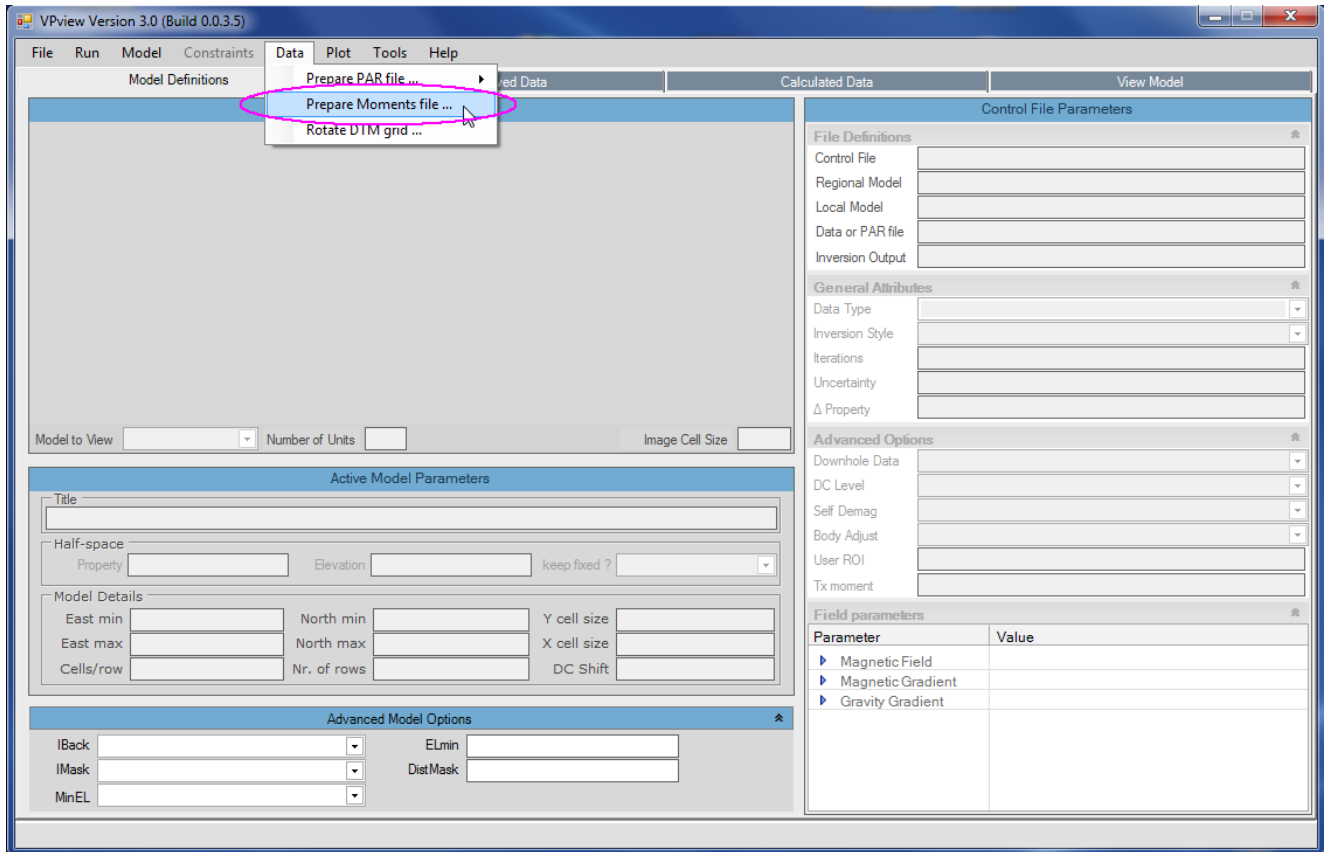 VPview Version 3.0 (Build 0.0.3.5)
File Run Model Constraints Data Plot Tools Help
Model Definitions ved Data Calculated Data View Model
Prepare PAR file ...
Prepare Moments file ...
Rotate DTM grid ...
Control File Parameters
File Definitions
Control File
Regional Model
Local Model
Data or PAR file
Inversion Output
General Attributes
Data Type
Inversion Style
Iterations
Uncertainty
Δ Property
Model to View Number of Units Image Cell Size
Advanced Options
Downhole Data
DC Level
Self Demag
Body Adjust
User ROI
Tx moment
Active Model Parameters
Title
Half-space
Property Elevation keep fixed ?
Model Details
East min North min Y cell size
East max North max X cell size
Cells/row Nr. of rows DC Shift
Field parameters
Parameter Value
Magnetic Field
Magnetic Gradient
Gravity Gradient
Advanced Model Options
IBack ELmin
IMask DistMask
MinEL